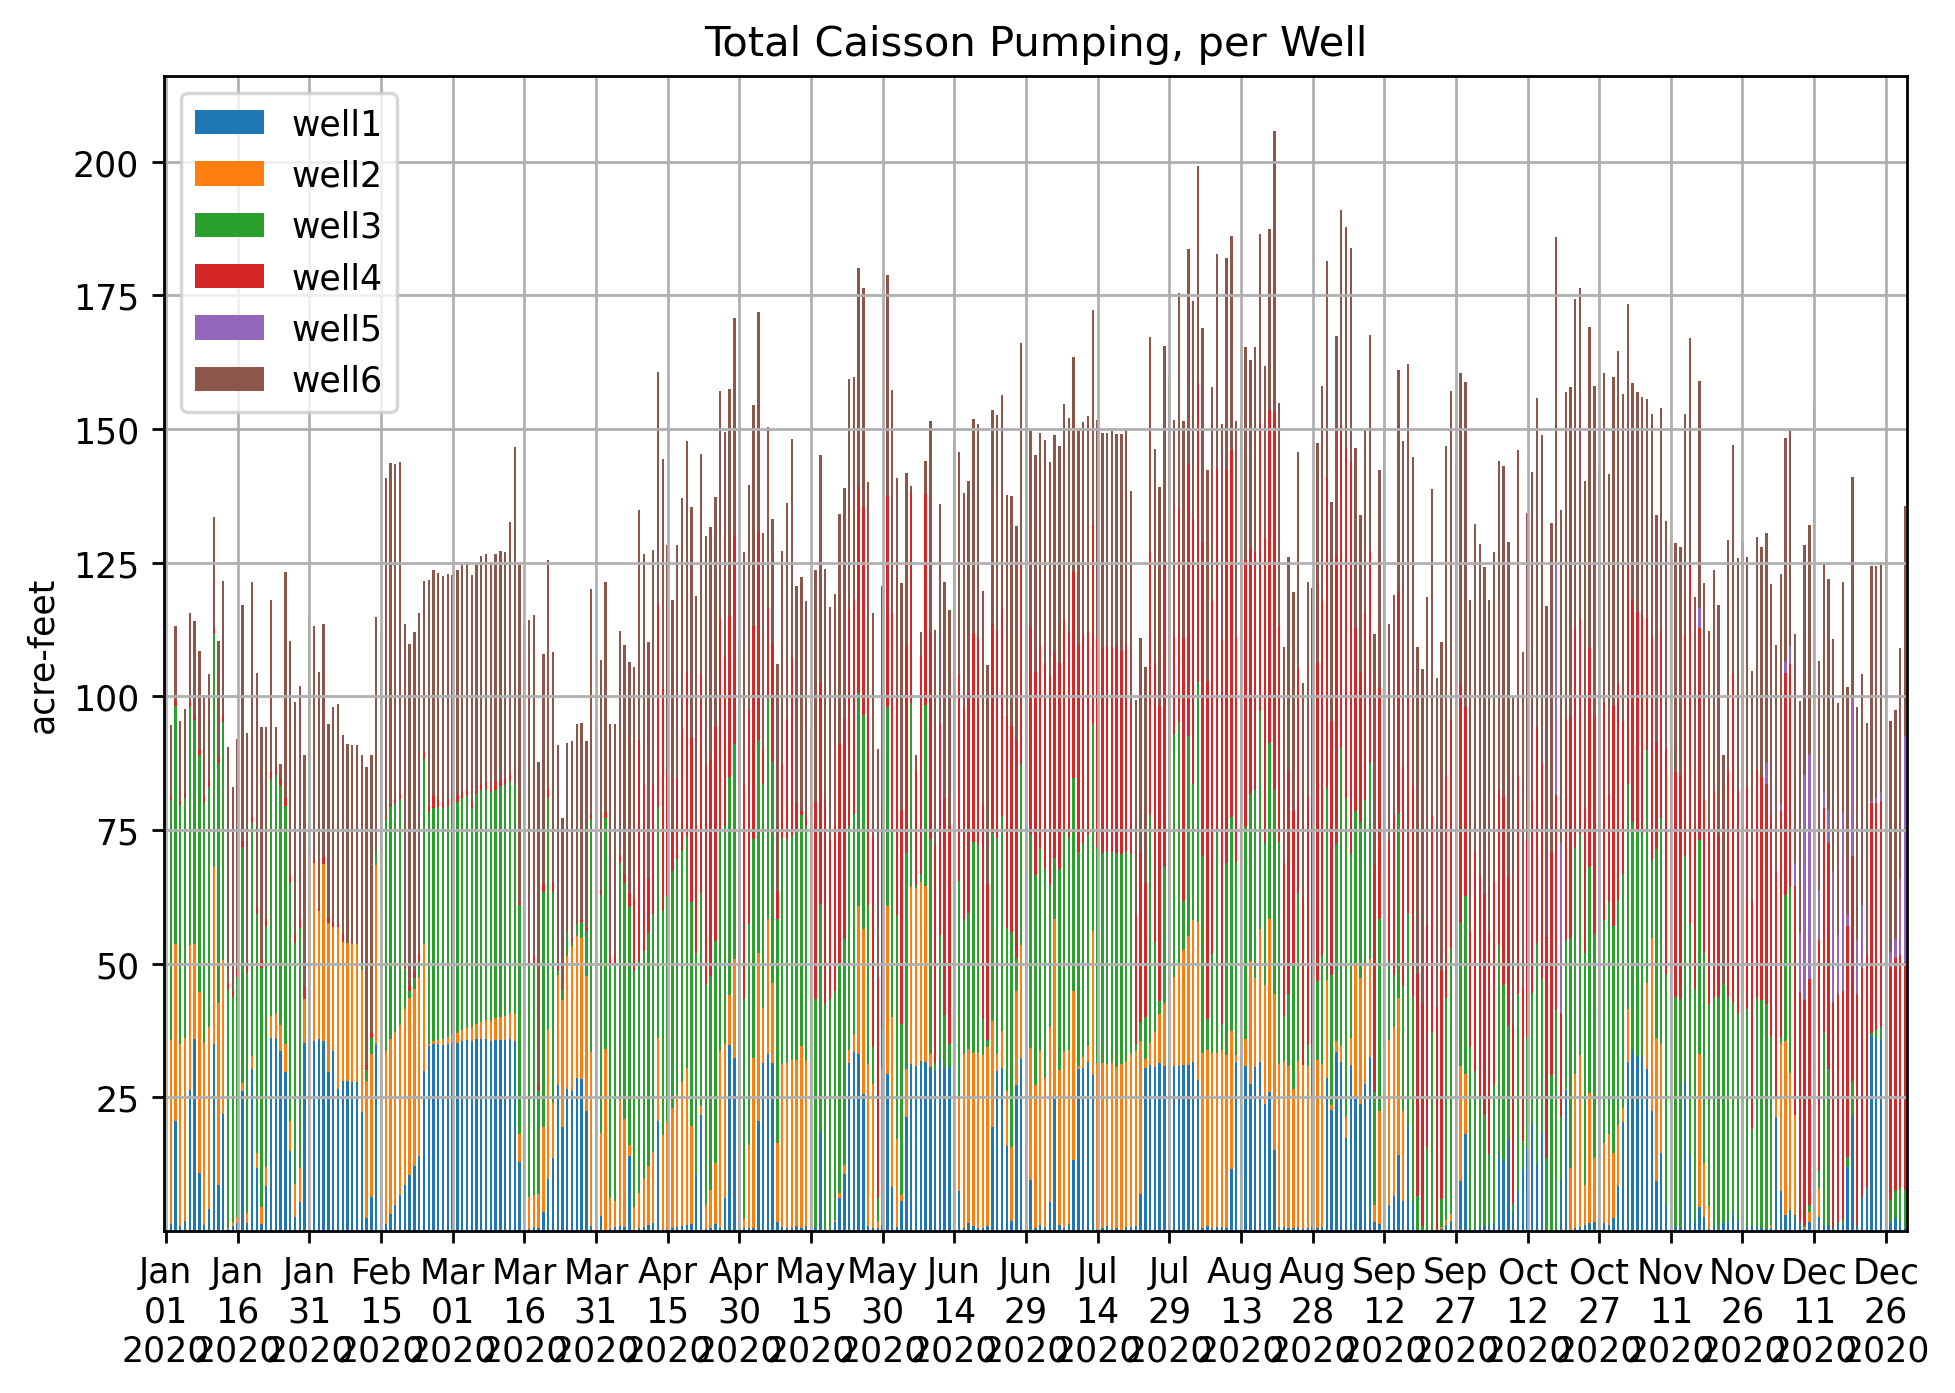 Total Caisson Pumping, per Well
well1
well2
well3
well4
well5
well6
acre-feet
200
175
150
125
100
75
50
25
Jan Jan Jan Feb Mar Mar Mar Apr Apr May May Jun Jun Jul Jul Aug Aug Sep Sep Oct Oct Nov Nov Dec Dec
01 16 31 15 01 16 31 15 30 15 30 14 29 14 29 13 28 12 27 12 27 11 26 11 26
2020 2020 2020 2020 2020 2020 2020 2020 2020 2020 2020 2020 2020 2020 2020 2020 2020 2020 2020 2020 2020 2020 2020 2020 2020